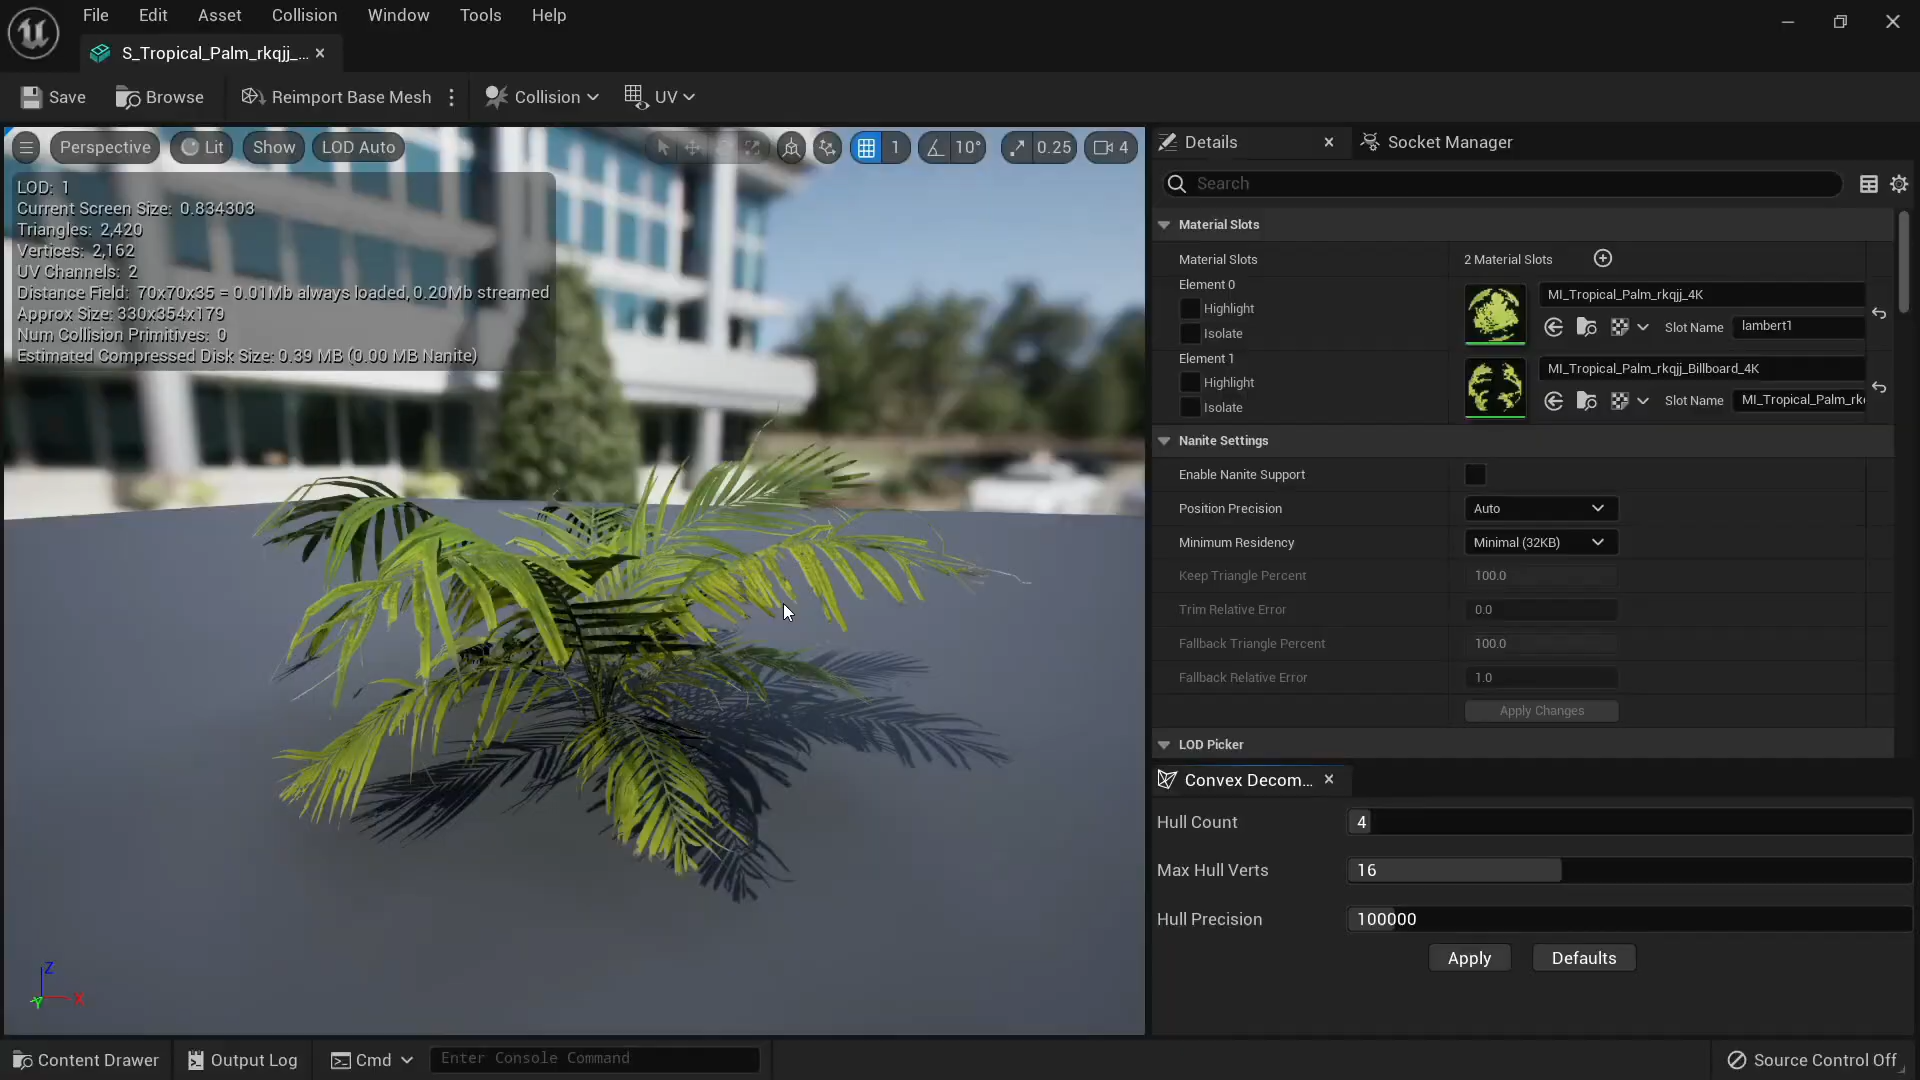 File Edit Asset Collision Window Tools Help
S_Tropical_Palm_rkqjj_...
Save Browse Reimport Base Mesh Collision UV
Perspective Lit Show LOD Auto 1 10° 0.25 4
LOD: 1
Current Screen Size: 0.834303
Triangles: 2,420
Vertices: 2,162
UV Channels: 2
Distance Field: 70x70x35 = 0.01Mb always loaded, 0.20Mb streamed
Approx Size: 330x354x179
Num Collision Primitives: 0
Estimated Compressed Disk Size: 0.39 MB (0.00 MB Nanite)
Z
Y X
Details Socket Manager
Search
Material Slots
Material Slots 2 Material Slots
Element 0
MI_Tropical_Palm_rkqjj_4K
Highlight
Isolate
Slot Name lambert1
Element 1
MI_Tropical_Palm_rkqjj_Billboard_4K
Highlight
Isolate
Slot Name MI_Tropical_Palm_rk
Nanite Settings
Enable Nanite Support
Position Precision Auto
Minimum Residency Minimal (32KB)
Keep Triangle Percent 100.0
Trim Relative Error 0.0
Fallback Triangle Percent 100.0
Fallback Relative Error 1.0
Apply Changes
LOD Picker
Convex Decom...
Hull Count 4
Max Hull Verts 16
Hull Precision 100000
Apply Defaults
Content Drawer Output Log Cmd Enter Console Command Source Control Off